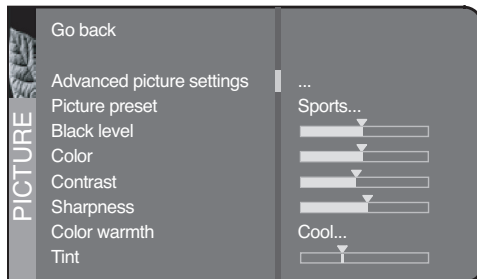 PICTURE
Go back
Advanced picture settings ...
Picture preset Sports...
Black level
Color
Contrast
Sharpness
Color warmth Cool...
Tint